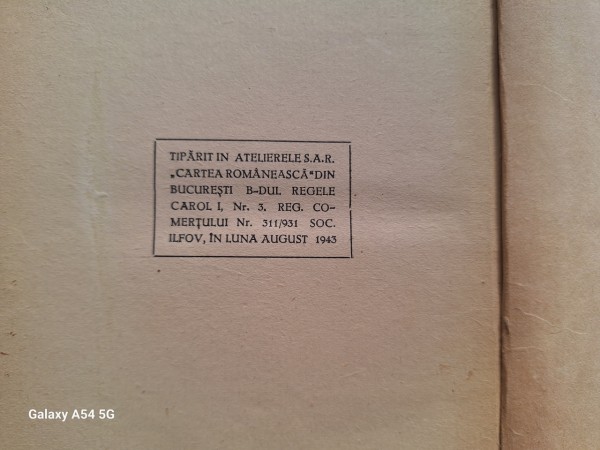 TIPĂRIT IN ATELIERELE S.A.R.
„CARTEA ROMÂNEASCĂ“ DIN
BUCUREŞTI B-DUL REGELE
CAROL I, Nr. 3. REG. CO-
MERŢULUI Nr. 311/931 SOC.
ILFOV, ÎN LUNA AUGUST 1943
Galaxy A54 5G